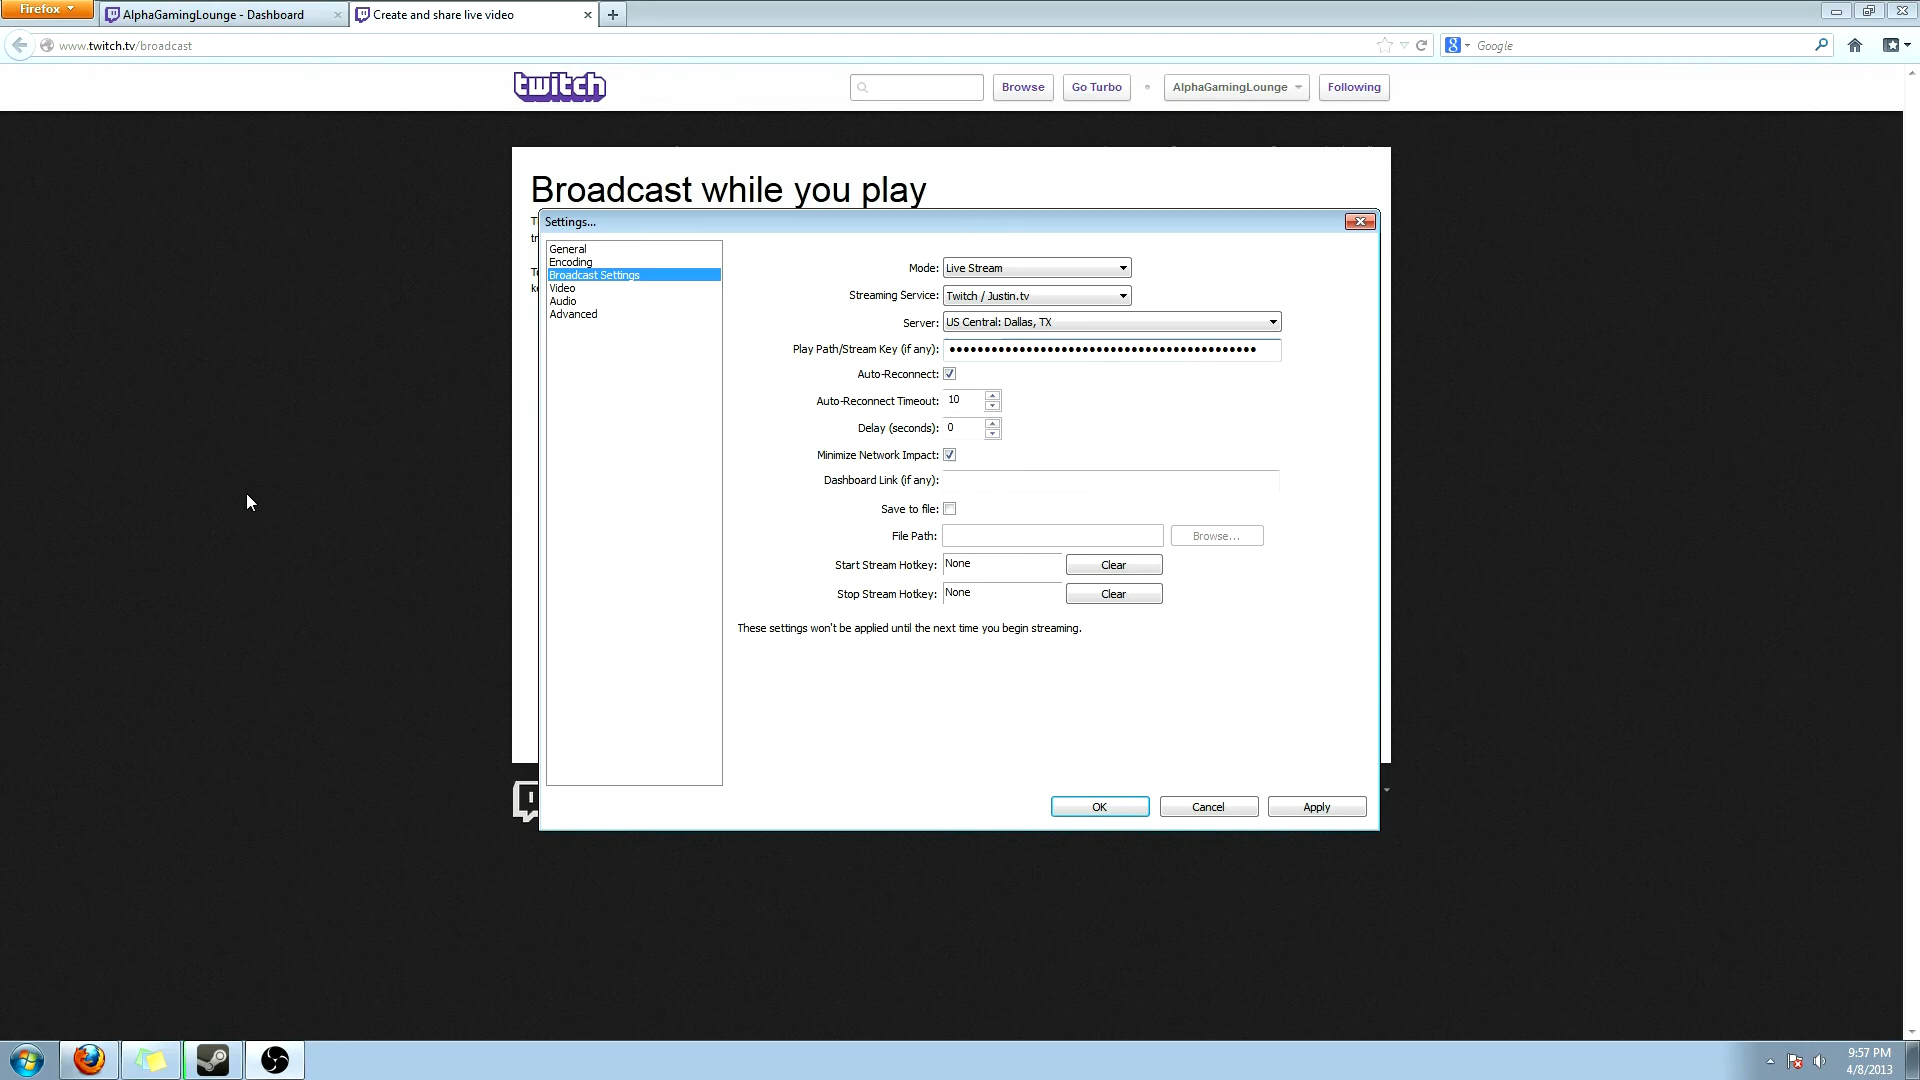 Firefox
AlphaGamingLounge - Dashboard
Create and share live video
www.twitch.tv/broadcast
Google
twitch
Browse
Go Turbo
AlphaGamingLounge
Following
Broadcast while you play
Settings...
General
Encoding
Broadcast Settings
Video
Audio
Advanced
Mode: Live Stream
Streaming Service: Twitch / Justin.tv
Server: US Central: Dallas, TX
Play Path/Stream Key (if any): ••••••••••••••••••••••••••••••••••••••••••••
Auto-Reconnect:
Auto-Reconnect Timeout: 10
Delay (seconds): 0
Minimize Network Impact:
Dashboard Link (if any):
Save to file:
File Path:
Browse...
Start Stream Hotkey: None Clear
Stop Stream Hotkey: None Clear
These settings won't be applied until the next time you begin streaming.
OK
Cancel
Apply
9:57 PM
4/8/2013